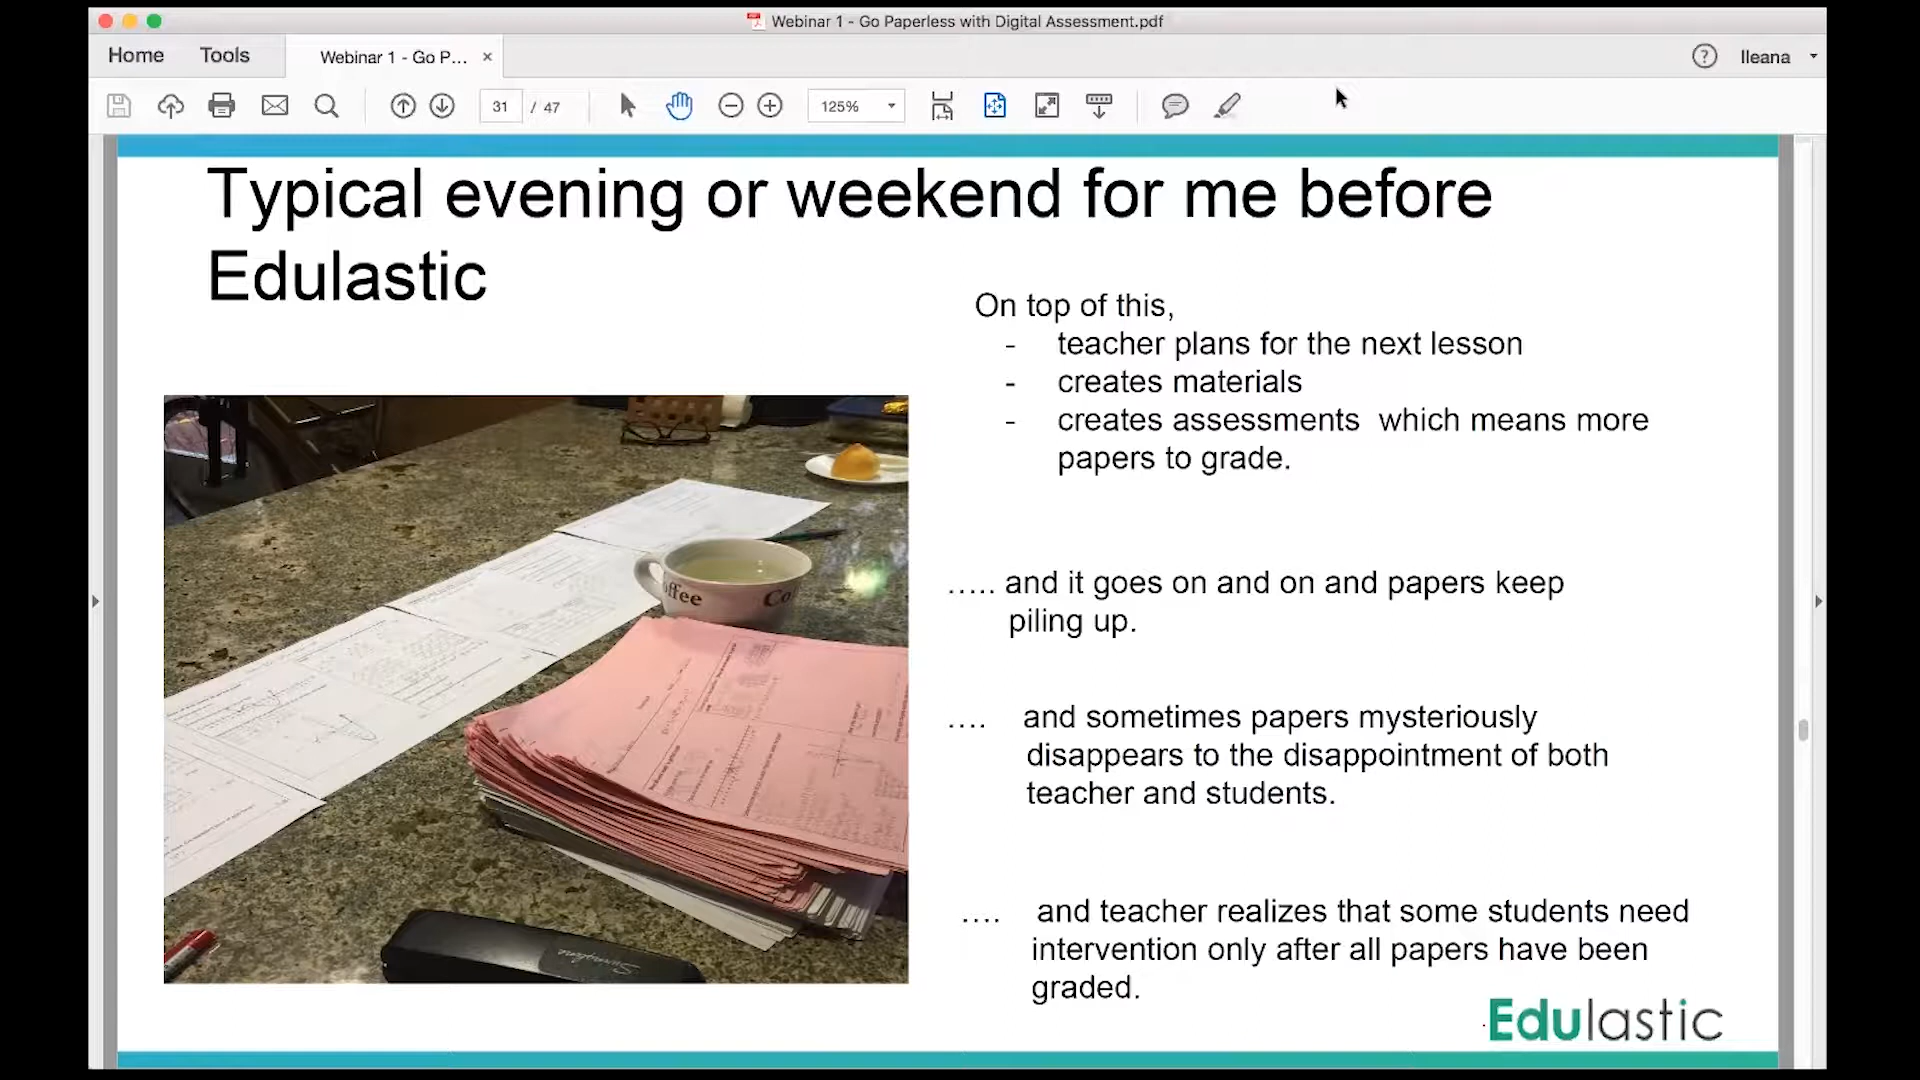 Webinar 1 - Go Paperless with Digital Assessment.pdf
Home
Tools
Webinar 1 - Go P...
Ileana
31 / 47
125%
Typical evening or weekend for me before
Edulastic
On top of this,
- teacher plans for the next lesson
- creates materials
- creates assessments which means more
papers to grade.
..... and it goes on and on and papers keep
piling up.
.... and sometimes papers mysteriously
disappears to the disappointment of both
teacher and students.
.... and teacher realizes that some students need
intervention only after all papers have been
graded.
Edulastic
ffee
Co
Swingline